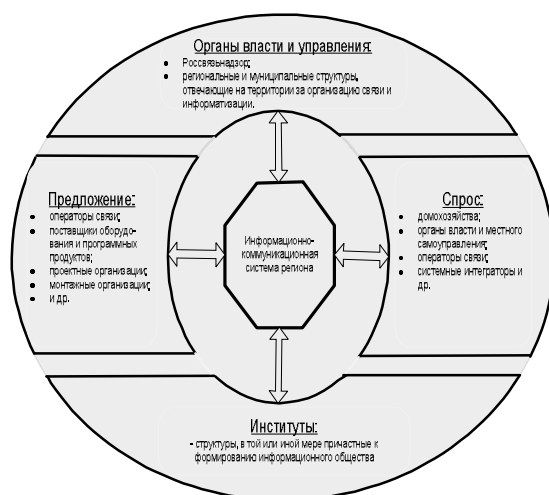 Органы власти и управления:
• Россвязьнадзор;
• региональные и муниципальные структуры,
отвечающие на территории за организацию связи и
информатизации.
Предложение:
• операторы связи;
• поставщики оборудо-
вания и программных
продуктов;
• проектные организации;
• монтажные организации;
• и др.
Информационно-
коммуникационная
система региона
Спрос:
• домохозяйства;
• органы власти и местного
самоуправления;
• операторы связи;
• системные интеграторы и
др.
Институты:
- структуры, в той или иной мере причастные к
формированию информационного общества